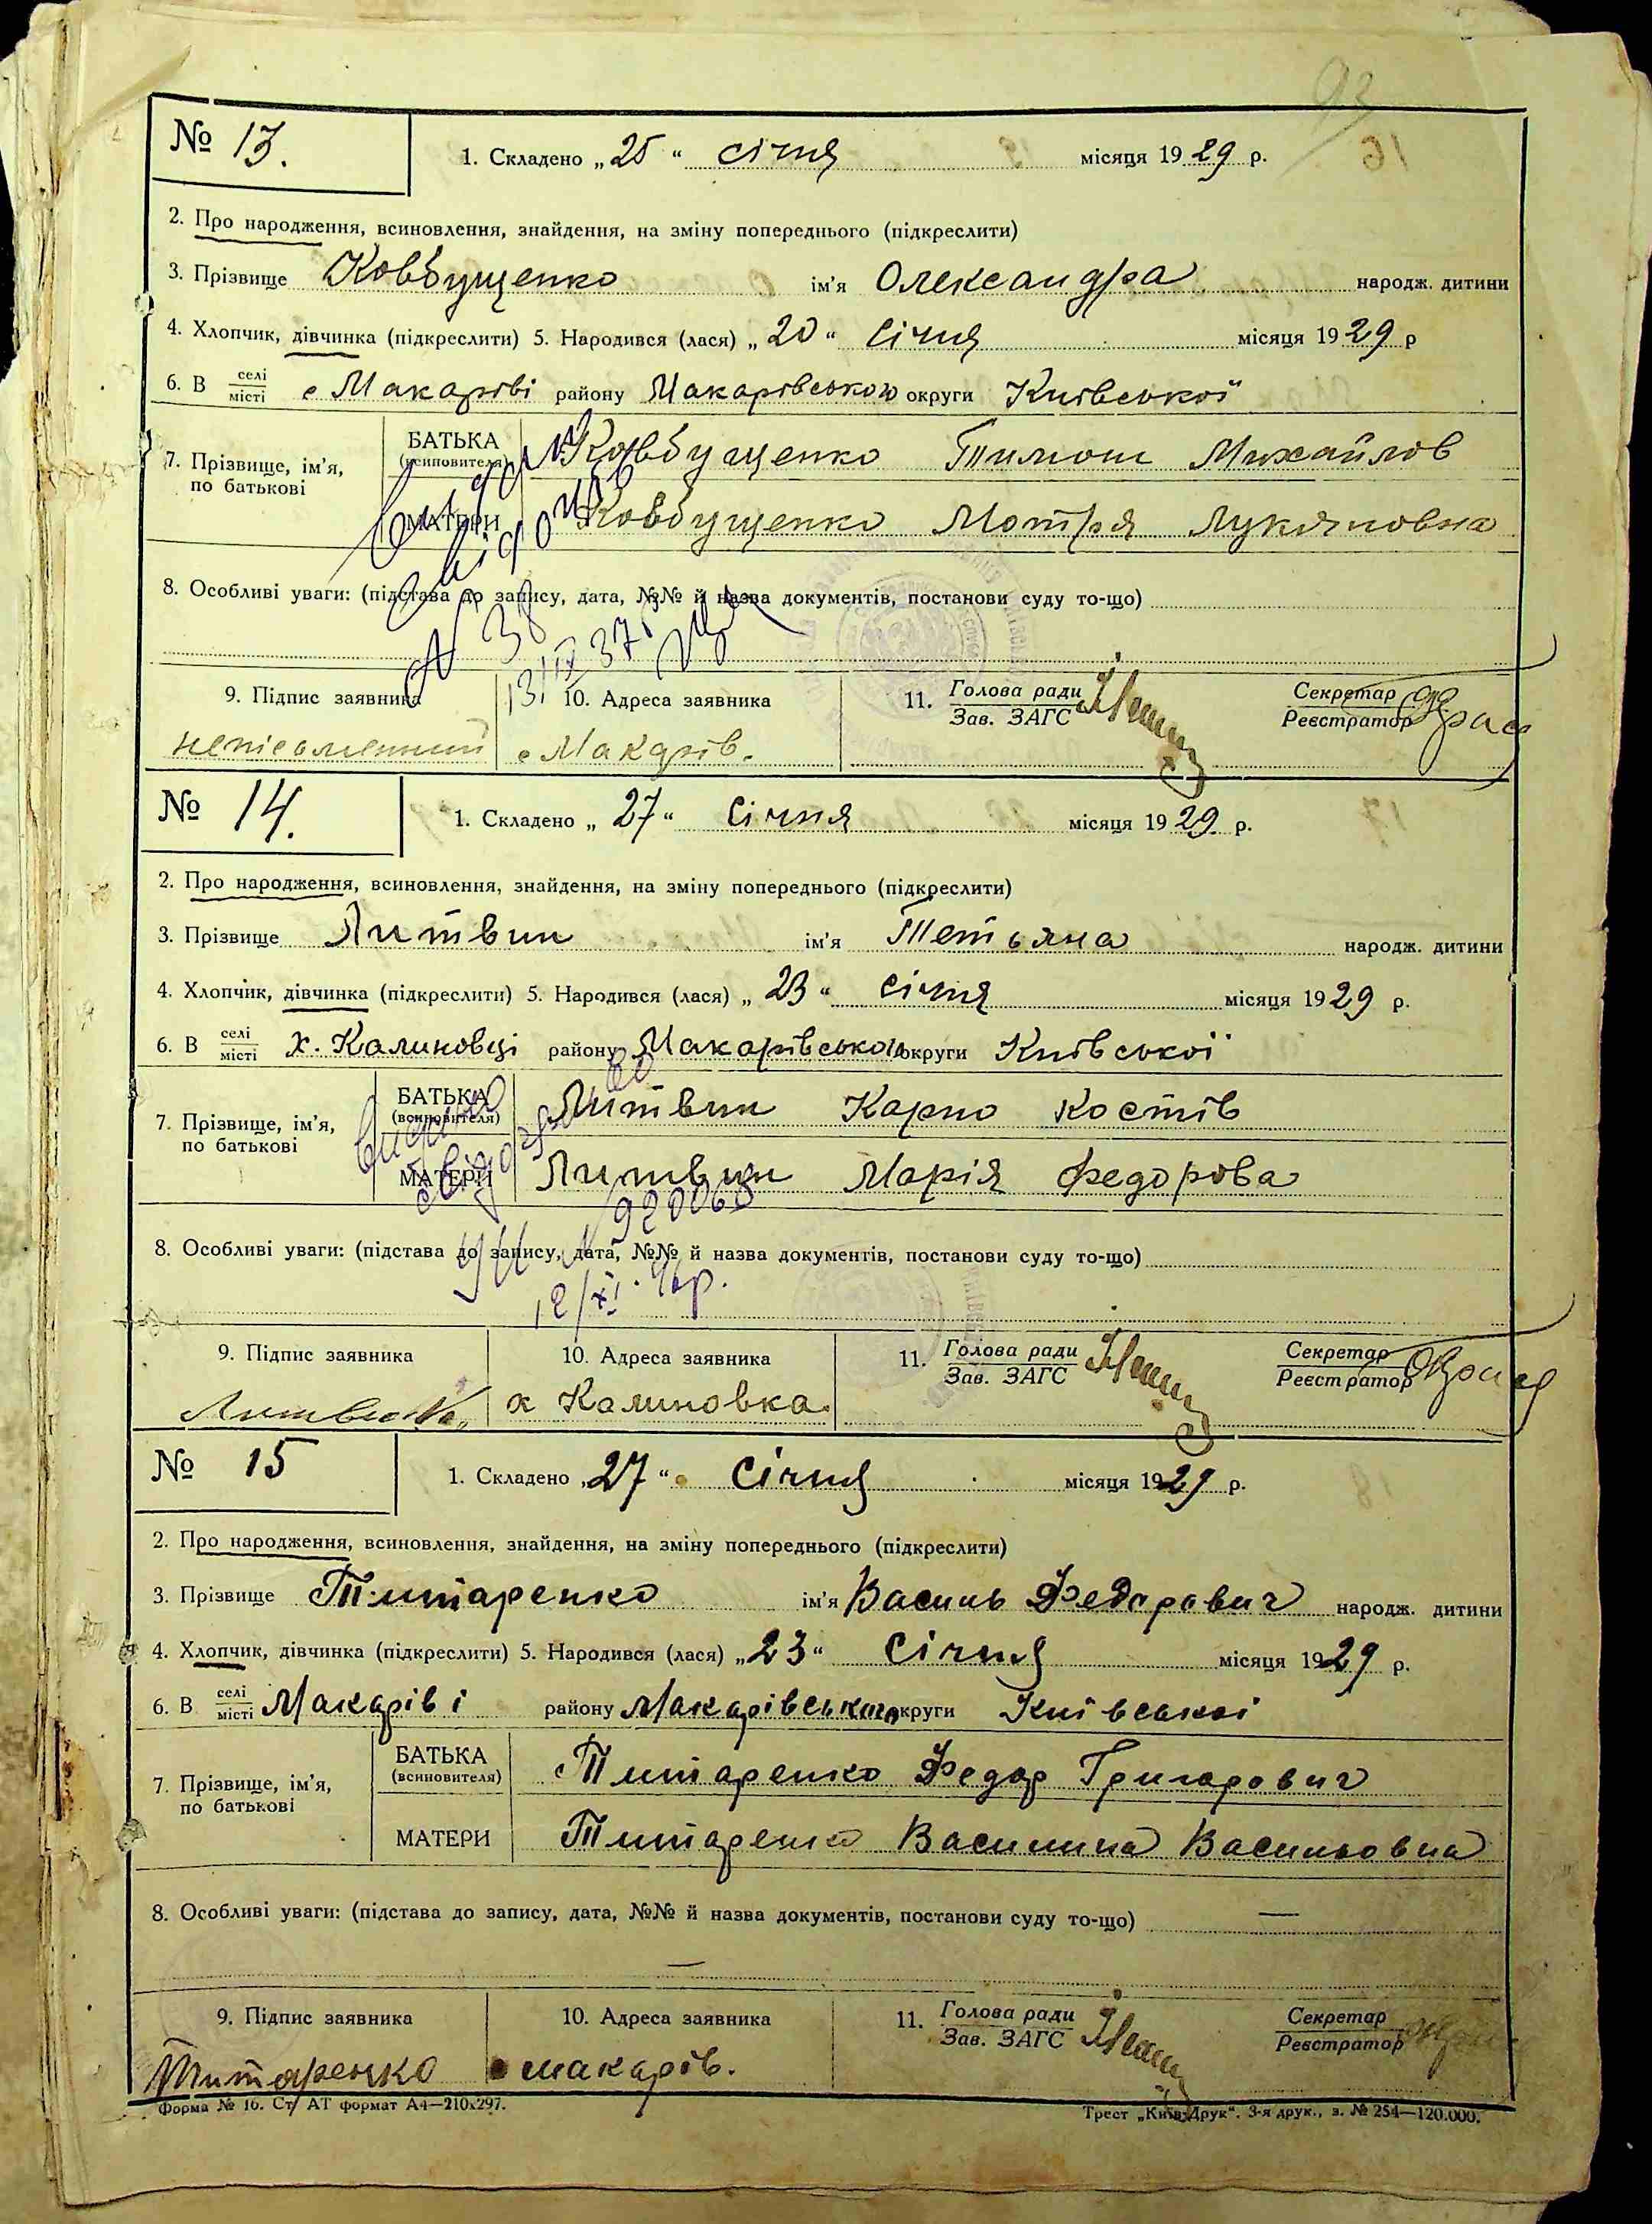 93
№ 13. 1. Складено „25“ січня місяця 1929 р.
2. Про народження, всиновлення, знайдення, на зміну попереднього (підкреслити)
3. Прізвище Ковбущенко ім'я Олександра народж. дитини
4. Хлопчик, дівчинка (підкреслити) 5. Народився (лася) „20“ Січня місяця 1929 р
6. В селі місті с Макарові району Макарівського округи Київської
7. Прізвище, ім'я, по батькові
БАТЬКА (всиновителя) Ковбущенко Тимош Михайлов
МАТЕРИ Ковбущенко Мотря Лукяновна
8. Особливі уваги: (підстава до запису, дата, №№ й назва документів, постанови суду то-що)
13/IX 37
9. Підпис заявника 10. Адреса заявника 11. Голова ради Зав. ЗАГС Секретар Реєстратор
неписьменний с Макарів.
№ 14. 1. Складено „27“ Січня місяця 1929 р.
2. Про народження, всиновлення, знайдення, на зміну попереднього (підкреслити)
3. Прізвище Литвин ім'я Тетьяна народж. дитини
4. Хлопчик, дівчинка (підкреслити) 5. Народився (лася) „23“ Січня місяця 1929 р.
6. В селі місті х. Калиновці району Макарівського округи Київської
7. Прізвище, ім'я, по батькові
БАТЬКА (всиновителя) Литвин Карпо Костів
МАТЕРИ Литвин Марія Федорова
видано
920068
8. Особливі уваги: (підстава до запису, дата, №№ й назва документів, постанови суду то-що)
12/XI. 46р.
9. Підпис заявника 10. Адреса заявника 11. Голова ради Зав. ЗАГС Секретар Реєстратор
х Калиновка.
№ 15 1. Складено „27“ Січня місяця 1929 р.
2. Про народження, всиновлення, знайдення, на зміну попереднього (підкреслити)
3. Прізвище Титаренко ім'я Василь Федорович народж. дитини
4. Хлопчик, дівчинка (підкреслити) 5. Народився (лася) „23“ Січня місяця 1929 р.
6. В селі місті Макарів і району Макарівського округи Київської
7. Прізвище, ім'я, по батькові
БАТЬКА (всиновителя) Титаренко Федор Григорович
МАТЕРИ Титаренко Василина Васильовна
8. Особливі уваги: (підстава до запису, дата, №№ й назва документів, постанови суду то-що) —
—
9. Підпис заявника 10. Адреса заявника 11. Голова ради Зав. ЗАГС Секретар Реєстратор
Титаренко с макарів.
Форма № 16. Ст АТ формат А4—210х297. Трест „Київ-Друк“. 3-я друк., з. № 254—120.000.